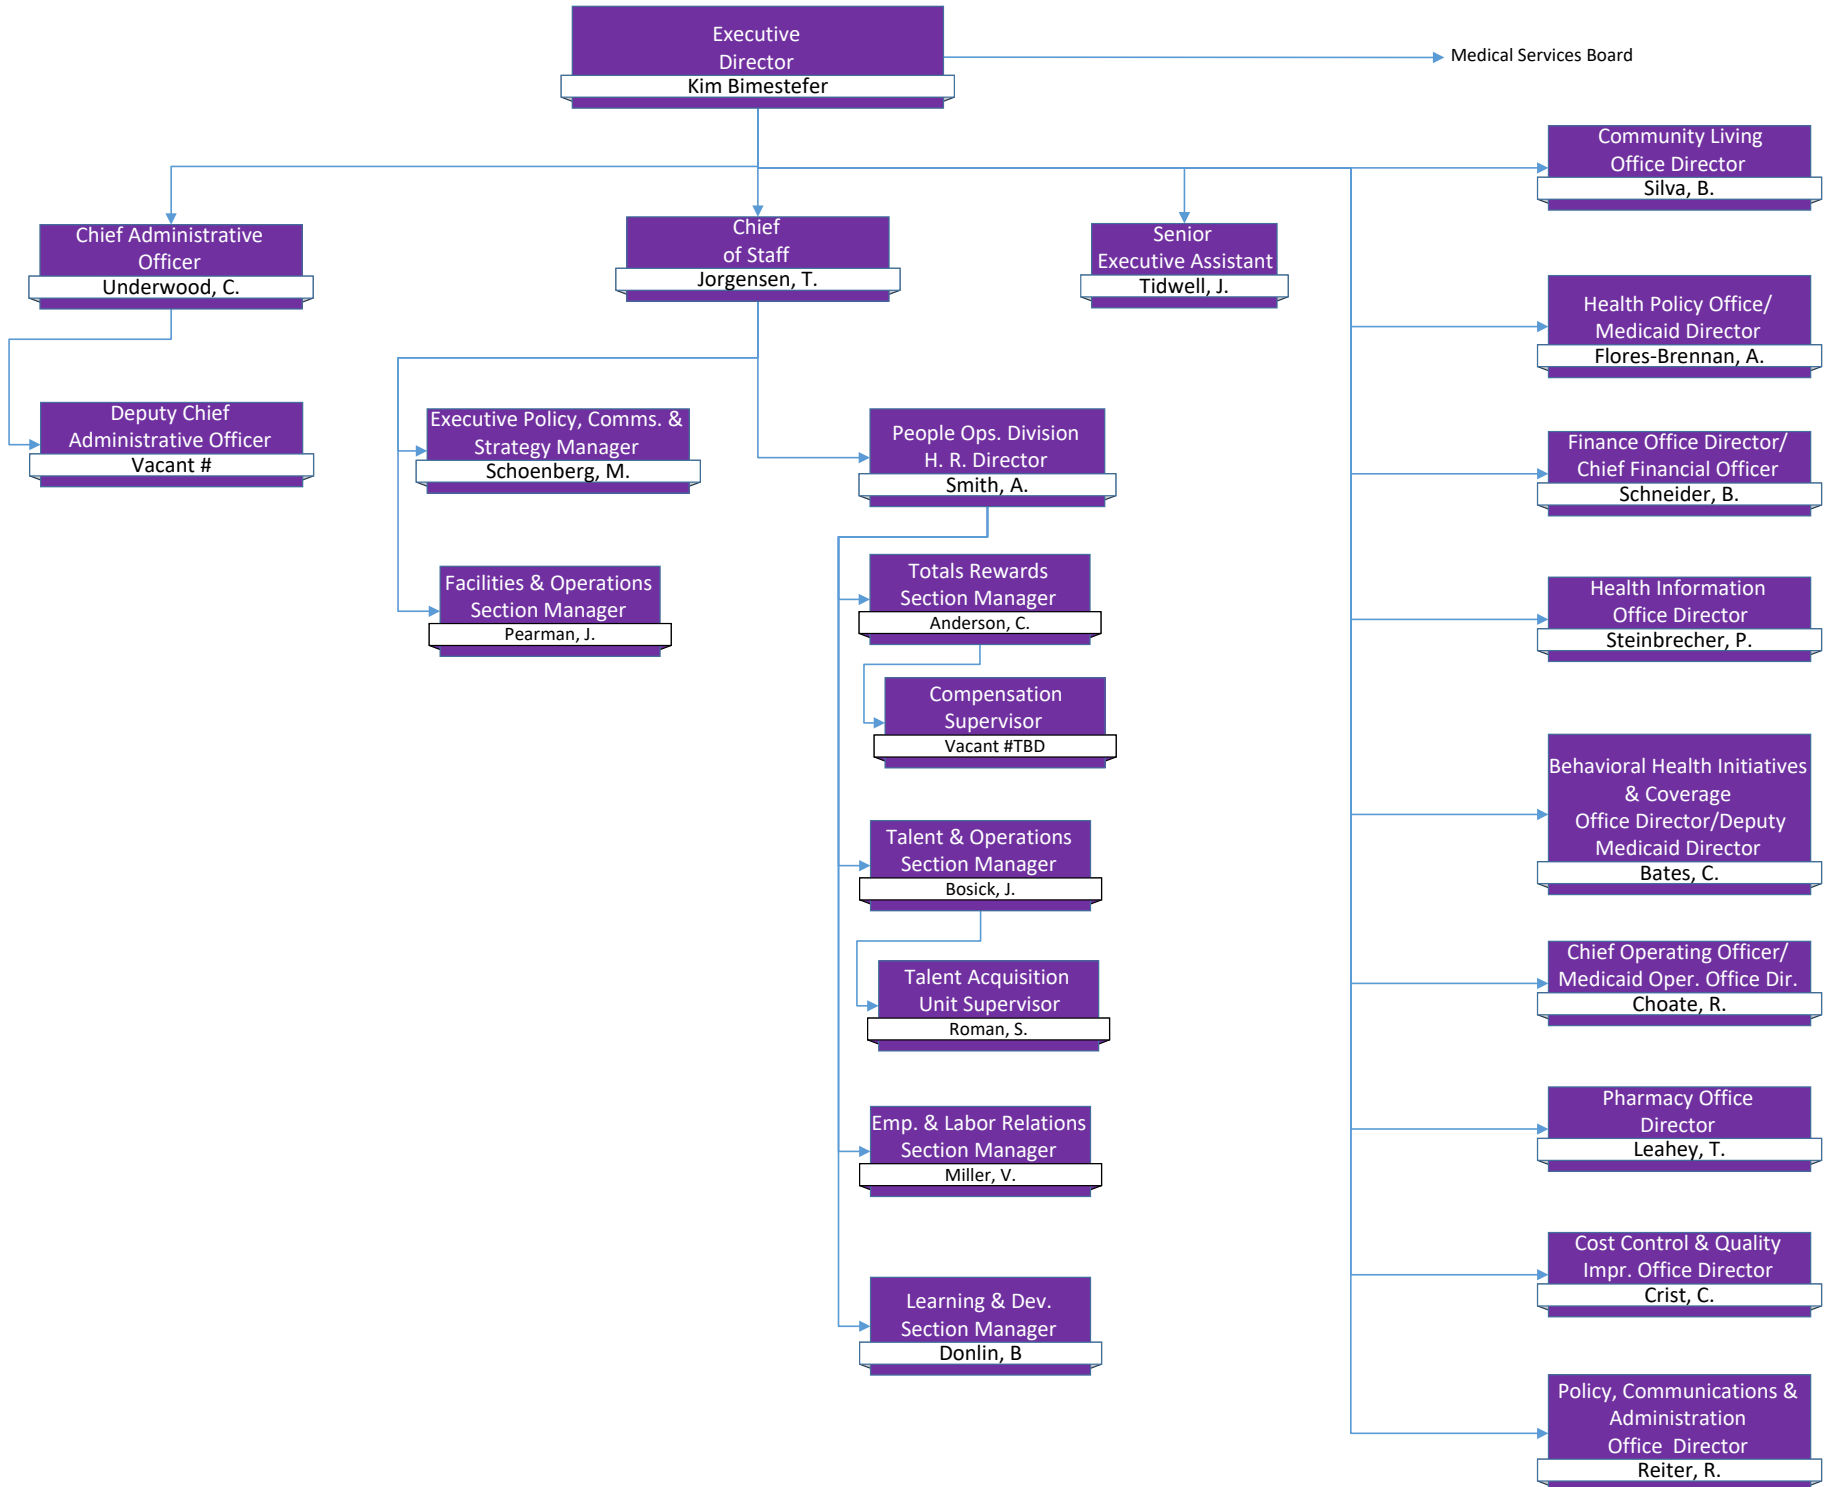 Executive
Director
Kim Bimestefer
Medical Services Board
Chief Administrative
Officer
Underwood, C.
Deputy Chief
Administrative Officer
Vacant #
Chief
of Staff
Jorgensen, T.
Executive Policy, Comms. &
Strategy Manager
Schoenberg, M.
Facilities & Operations
Section Manager
Pearman, J.
People Ops. Division
H. R. Director
Smith, A.
Totals Rewards
Section Manager
Anderson, C.
Compensation
Supervisor
Vacant #TBD
Talent & Operations
Section Manager
Bosick, J.
Talent Acquisition
Unit Supervisor
Roman, S.
Emp. & Labor Relations
Section Manager
Miller, V.
Learning & Dev.
Section Manager
Donlin, B
Senior
Executive Assistant
Tidwell, J.
Community Living
Office Director
Silva, B.
Health Policy Office/
Medicaid Director
Flores-Brennan, A.
Finance Office Director/
Chief Financial Officer
Schneider, B.
Health Information
Office Director
Steinbrecher, P.
Behavioral Health Initiatives
& Coverage
Office Director/Deputy
Medicaid Director
Bates, C.
Chief Operating Officer/
Medicaid Oper. Office Dir.
Choate, R.
Pharmacy Office
Director
Leahey, T.
Cost Control & Quality
Impr. Office Director
Crist, C.
Policy, Communications &
Administration
Office Director
Reiter, R.